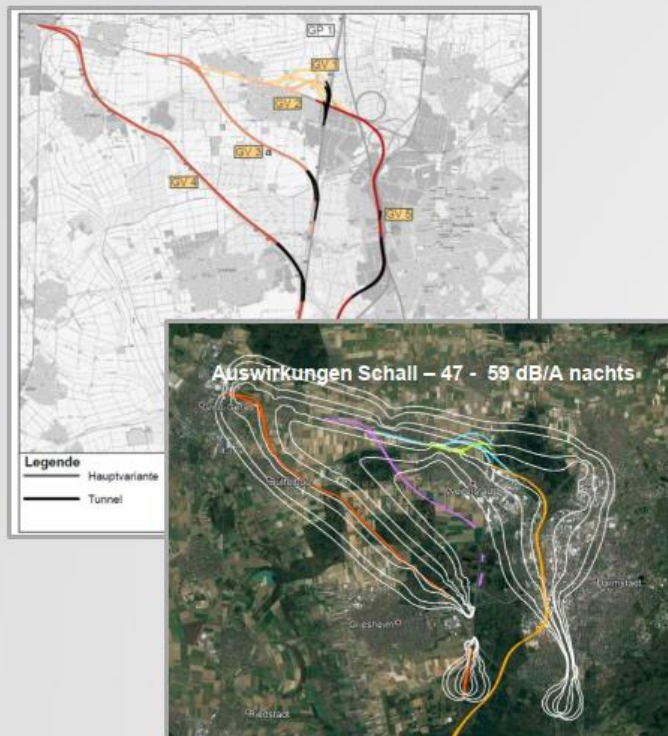 GP 1
GV 1
GV 2
GV 3 a
GV 4
GV 5
Legende
Hauptvariante
Tunnel
Auswirkungen Schall – 47 - 59 dB/A nachts
Griesheim
Darmstadt
Riedstadt